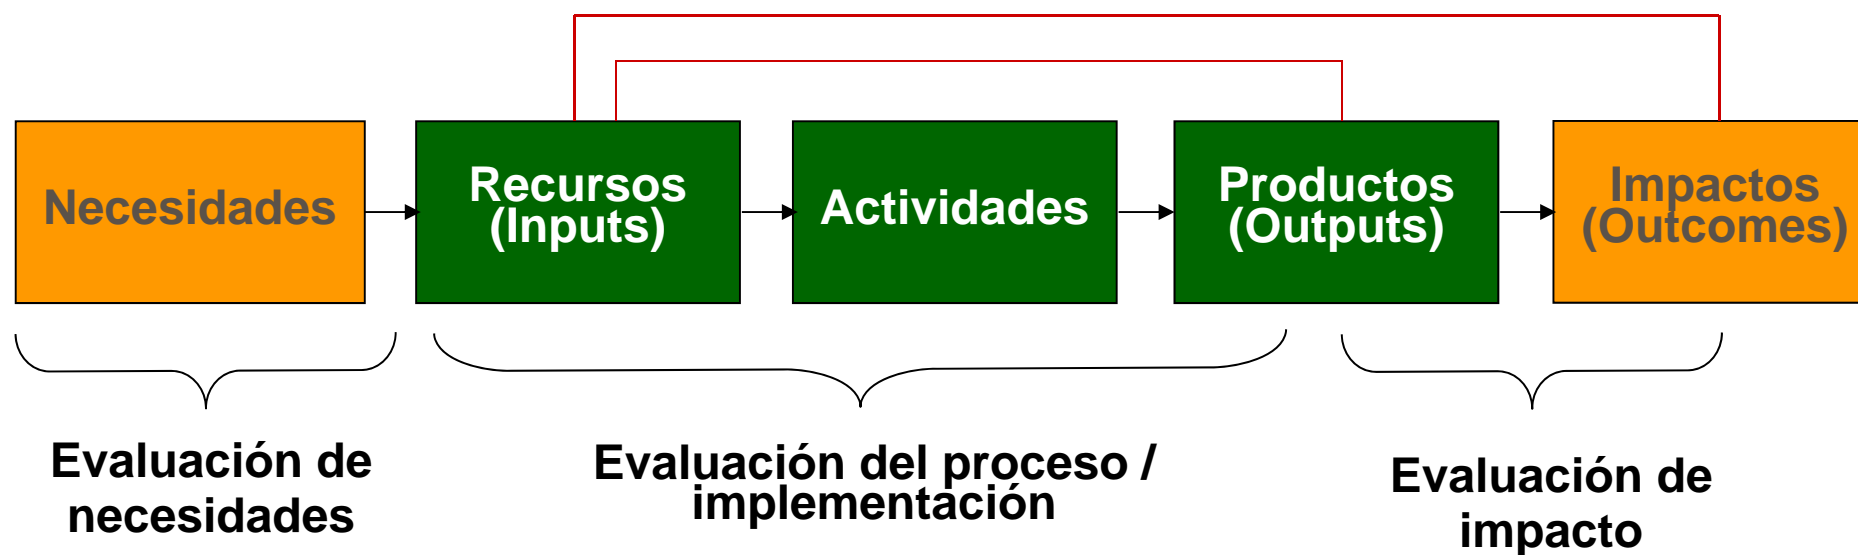 Necesidades
Recursos
(Inputs)
Actividades
Productos
(Outputs)
Impactos
(Outcomes)
Evaluación de
necesidades
Evaluación del proceso /
implementación
Evaluación de
impacto